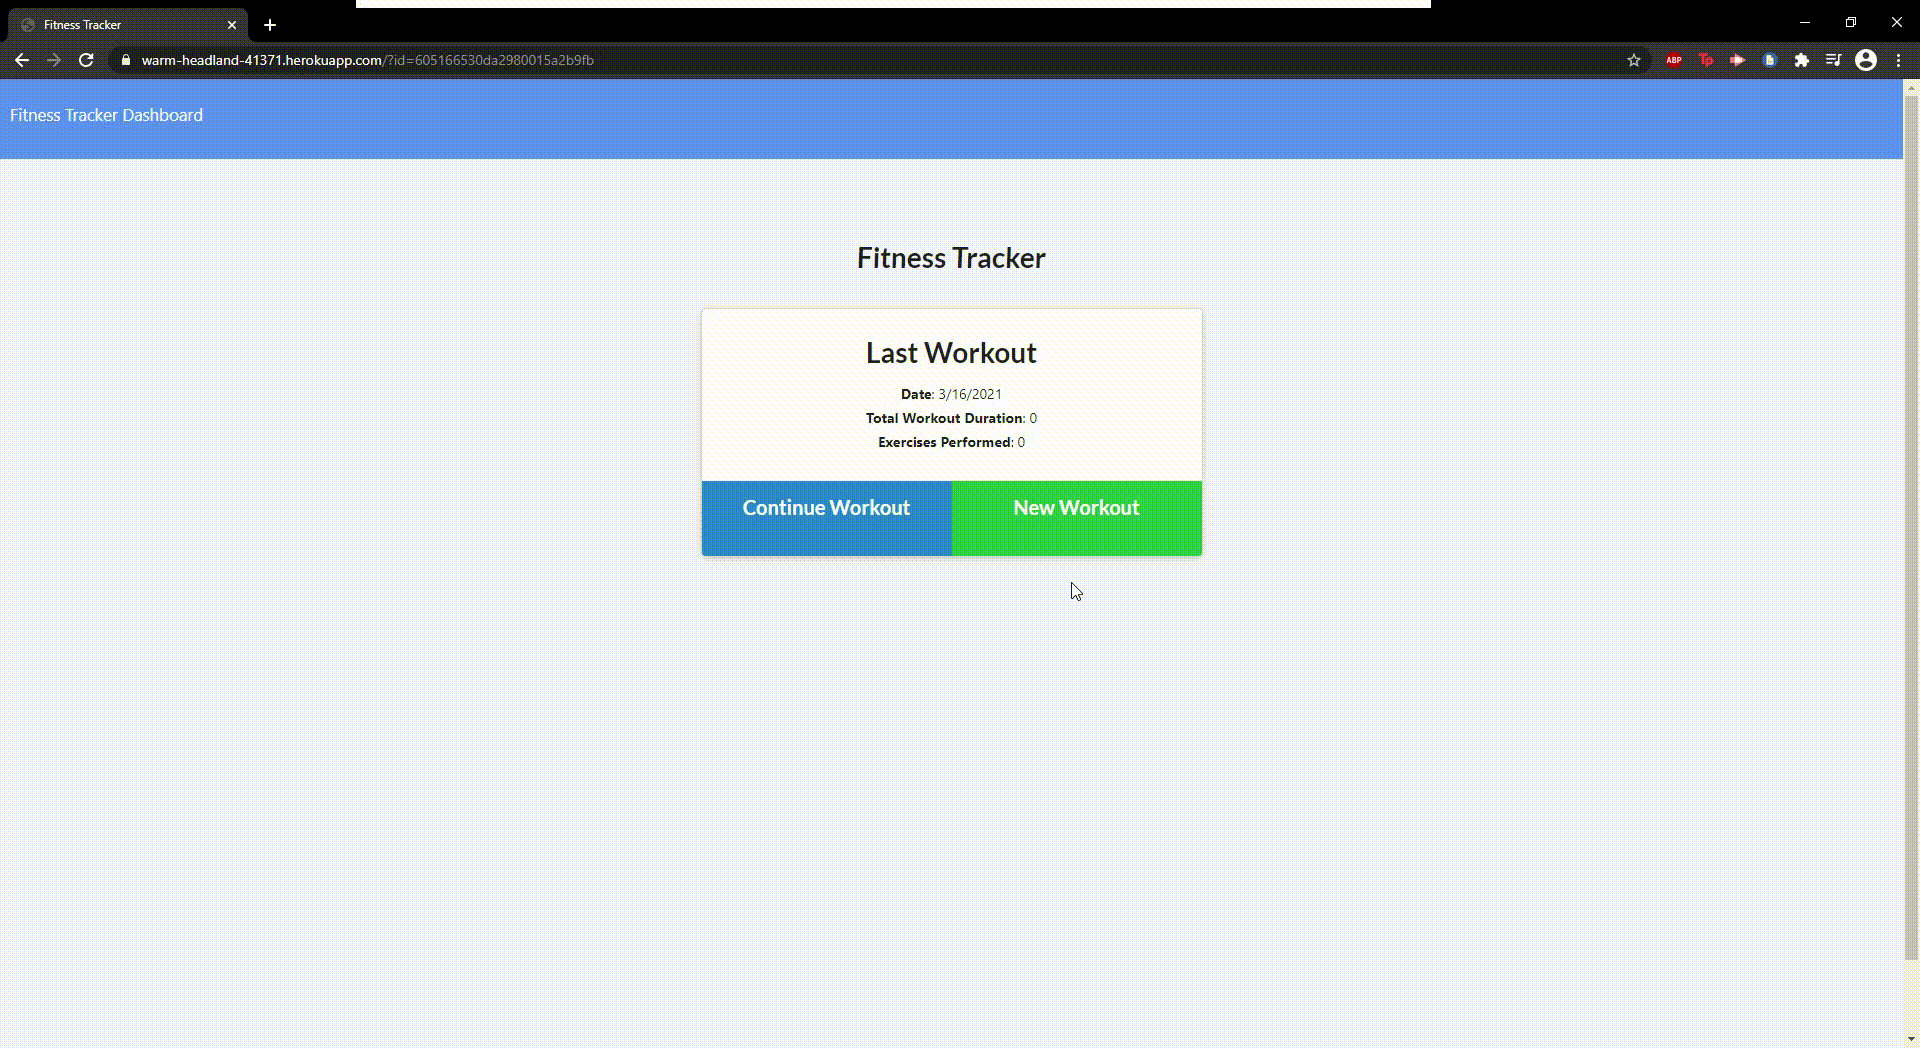 Fitness Tracker
warm-headland-41371.herokuapp.com/?id=605166530da2980015a2b9fb
ABP
Tp
Fitness Tracker Dashboard
Fitness Tracker
Last Workout
Date: 3/16/2021
Total Workout Duration: 0
Exercises Performed: 0
Continue Workout New Workout